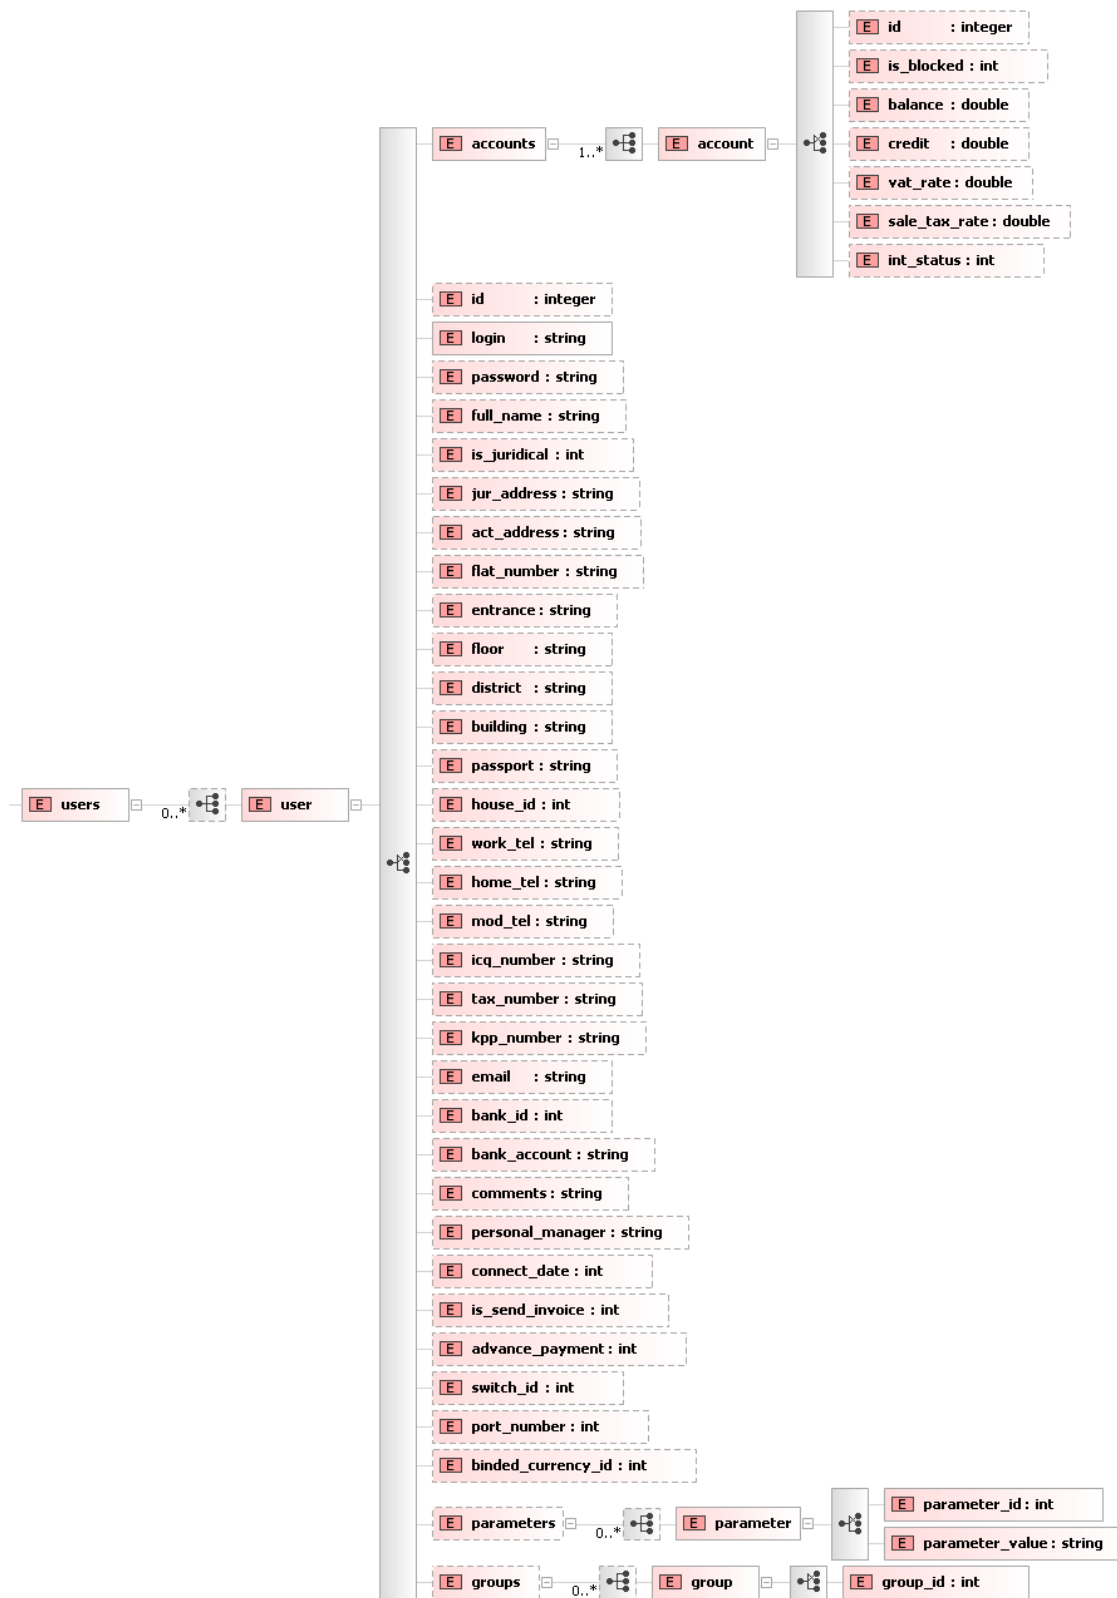 E id : integer
E is_blocked : int
E balance : double
E credit : double
E vat_rate : double
E sale_tax_rate : double
E int_status : int
E accounts 1..* E account
E id : integer
E login : string
E password : string
E full_name : string
E is_juridical : int
E jur_address : string
E act_address : string
E flat_number : string
E entrance : string
E floor : string
E district : string
E building : string
E passport : string
E users 0..* E user
E house_id : int
E work_tel : string
E home_tel : string
E mod_tel : string
E icq_number : string
E tax_number : string
E kpp_number : string
E email : string
E bank_id : int
E bank_account : string
E comments : string
E personal_manager : string
E connect_date : int
E is_send_invoice : int
E advance_payment : int
E switch_id : int
E port_number : int
E binded_currency_id : int
E parameters 0..* E parameter
E parameter_id : int
E parameter_value : string
E groups 0..* E group E group_id : int